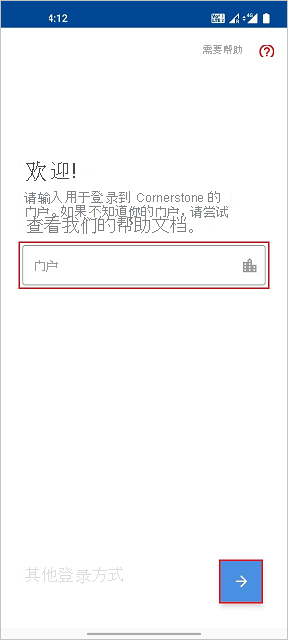 4:12
需要帮助
欢迎!
请输入用于登录到 Cornerstone 的
门户。如果不知道你的门户,请尝试
查看我们的帮助文档。
门户
其他登录方式